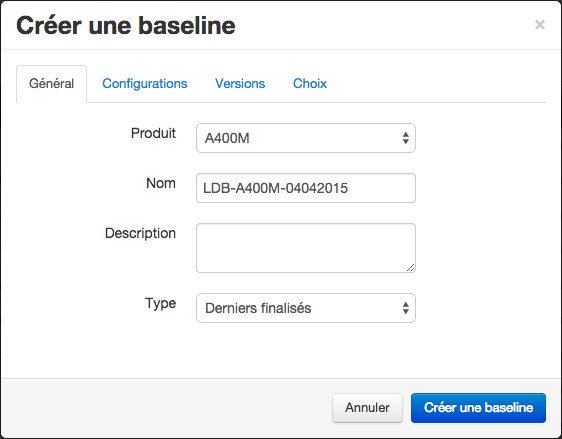 Créer une baseline
×
Général Configurations Versions Choix
Produit A400M
Nom LDB-A400M-04042015
Description
Type Derniers finalisés
Annuler Créer une baseline